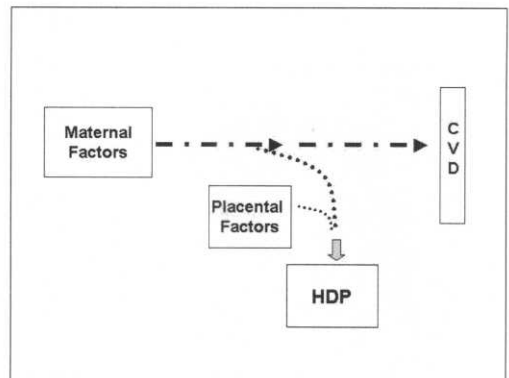 Maternal
Factors
C
V
D
Placental
Factors
HDP